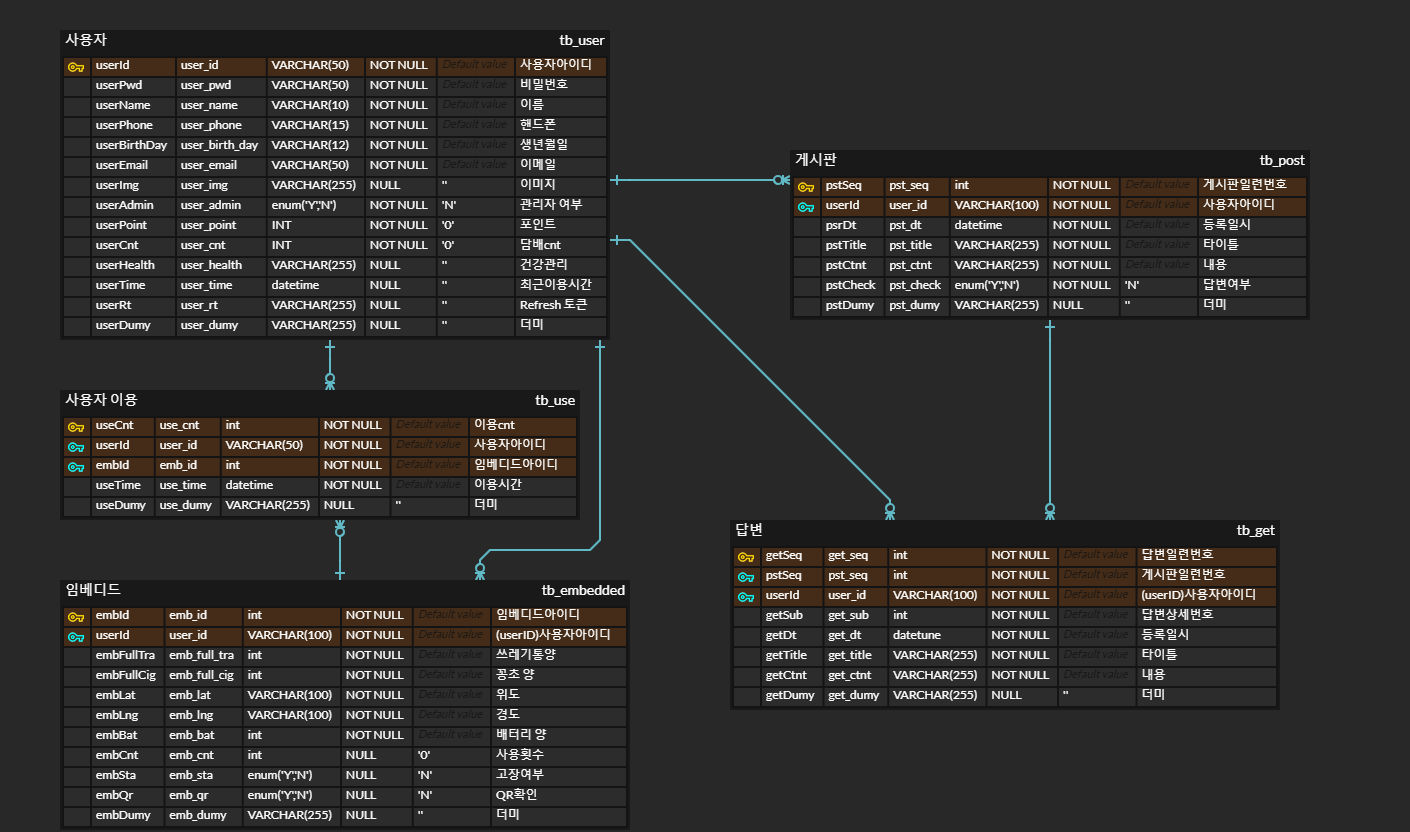 사용자 tb_user
userId user_id VARCHAR(50) NOT NULL Default value 사용자아이디
userPwd user_pwd VARCHAR(50) NOT NULL Default value 비밀번호
userName user_name VARCHAR(10) NOT NULL Default value 이름
userPhone user_phone VARCHAR(15) NOT NULL Default value 핸드폰
userBirthDay user_birth_day VARCHAR(12) NOT NULL Default value 생년월일
userEmail user_email VARCHAR(50) NOT NULL Default value 이메일
userImg user_img VARCHAR(255) NULL '' 이미지
userAdmin user_admin enum('Y','N') NOT NULL 'N' 관리자 여부
userPoint user_point INT NOT NULL '0' 포인트
userCnt user_cnt INT NOT NULL '0' 담배cnt
userHealth user_health VARCHAR(255) NULL '' 건강관리
userTime user_time datetime NULL '' 최근이용시간
userRt user_rt VARCHAR(255) NULL '' Refresh 토큰
userDumy user_dumy VARCHAR(255) NULL '' 더미
게시판 tb_post
pstSeq pst_seq int NOT NULL Default value 게시판일련번호
userId user_id VARCHAR(100) NOT NULL Default value 사용자아이디
psrDt pst_dt datetime NOT NULL Default value 등록일시
pstTitle pst_title VARCHAR(255) NOT NULL Default value 타이틀
pstCtnt pst_ctnt VARCHAR(255) NOT NULL Default value 내용
pstCheck pst_check enum('Y','N') NOT NULL 'N' 답변여부
pstDumy pst_dumy VARCHAR(255) NULL '' 더미
사용자 이용 tb_use
useCnt use_cnt int NOT NULL Default value 이용cnt
userId user_id VARCHAR(50) NOT NULL Default value 사용자아이디
embId emb_id int NOT NULL Default value 임베디드아이디
useTime use_time datetime NOT NULL Default value 이용시간
useDumy use_dumy VARCHAR(255) NULL '' 더미
임베디드 tb_embedded
embId emb_id int NOT NULL Default value 임베디드아이디
userId user_id VARCHAR(100) NOT NULL Default value (userID)사용자아이디
embFullTra emb_full_tra int NOT NULL Default value 쓰레기통양
embFullCig emb_full_cig int NOT NULL Default value 꽁초 양
embLat emb_lat VARCHAR(100) NOT NULL Default value 위도
embLng emb_lng VARCHAR(100) NOT NULL Default value 경도
embBat emb_bat int NOT NULL Default value 배터리 양
embCnt emb_cnt int NULL '0' 사용횟수
embSta emb_sta enum('Y','N') NULL 'N' 고장여부
embQr emb_qr enum('Y','N') NULL 'N' QR확인
embDumy emb_dumy VARCHAR(255) NULL '' 더미
답변 tb_get
getSeq get_seq int NOT NULL Default value 답변일련번호
pstSeq pst_seq int NOT NULL Default value 게시판일련번호
userId user_id VARCHAR(100) NOT NULL Default value (userID)사용자아이디
getSub get_sub int NOT NULL Default value 답변상세번호
getDt get_dt datetune NOT NULL Default value 등록일시
getTitle get_title VARCHAR(255) NOT NULL Default value 타이틀
getCtnt get_ctnt VARCHAR(255) NOT NULL Default value 내용
getDumy get_dumy VARCHAR(255) NULL '' 더미